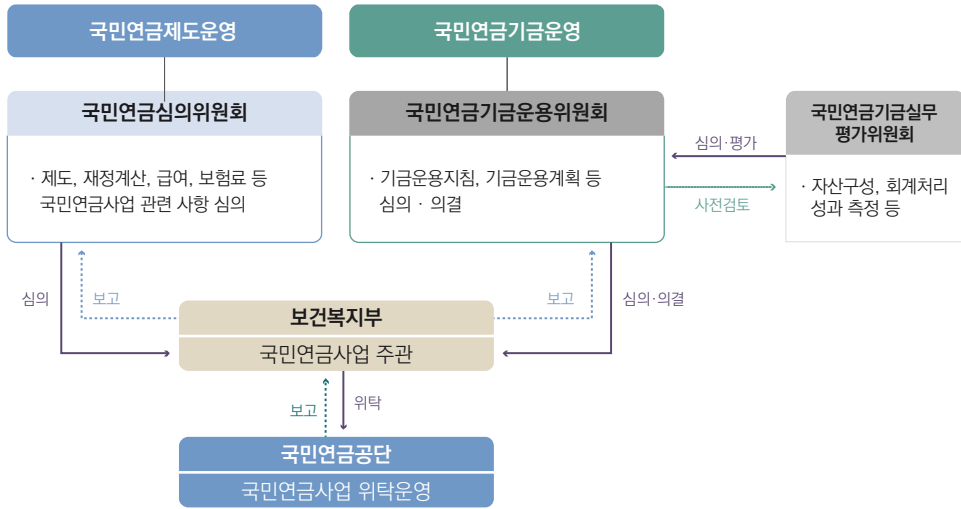 국민연금제도운영
국민연금기금운영
국민연금심의위원회
· 제도, 재정계산, 급여, 보험료 등
국민연금사업 관련 사항 심의
국민연금기금운용위원회
· 기금운용지침, 기금운용계획 등
심의 · 의결
국민연금기금실무
평가위원회
· 자산구성, 회계처리
성과 측정 등
심의·평가
사전검토
심의
보고
보고
심의·의결
보건복지부
국민연금사업 주관
보고
위탁
국민연금공단
국민연금사업 위탁운영